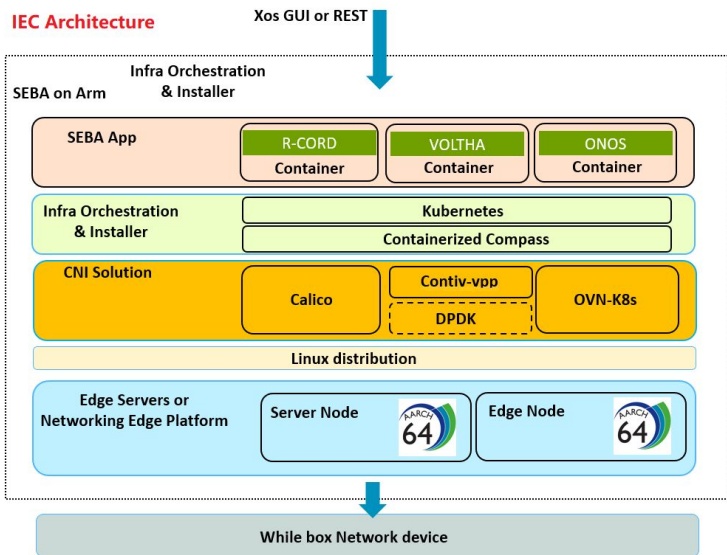 IEC Architecture
Xos GUI or REST
Infra Orchestration
& Installer
SEBA on Arm
SEBA App
R-CORD
Container
VOLTHA
Container
ONOS
Container
Infra Orchestration
& Installer
Kubernetes
Containerized Compass
CNI Solution
Calico
Contiv-vpp
DPDK
OVN-K8s
Linux distribution
Edge Servers or
Networking Edge Platform
Server Node
AARCH
64
Edge Node
AARCH
64
While box Network device